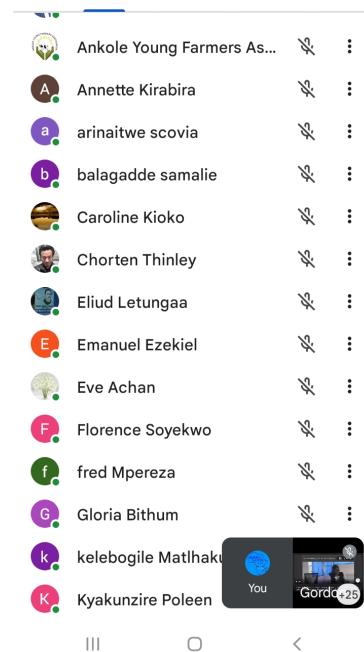 Ankole Young Farmers As...
A Annette Kirabira
a arinaitwe scovia
b balagadde samalie
Caroline Kioko
Chorten Thinley
Eliud Letungaa
E Emanuel Ezekiel
Eve Achan
F Florence Soyekwo
f fred Mpereza
G Gloria Bithum
k kelebogile Matlhaku
You
Gordo
+25
K Kyakunzire Poleen